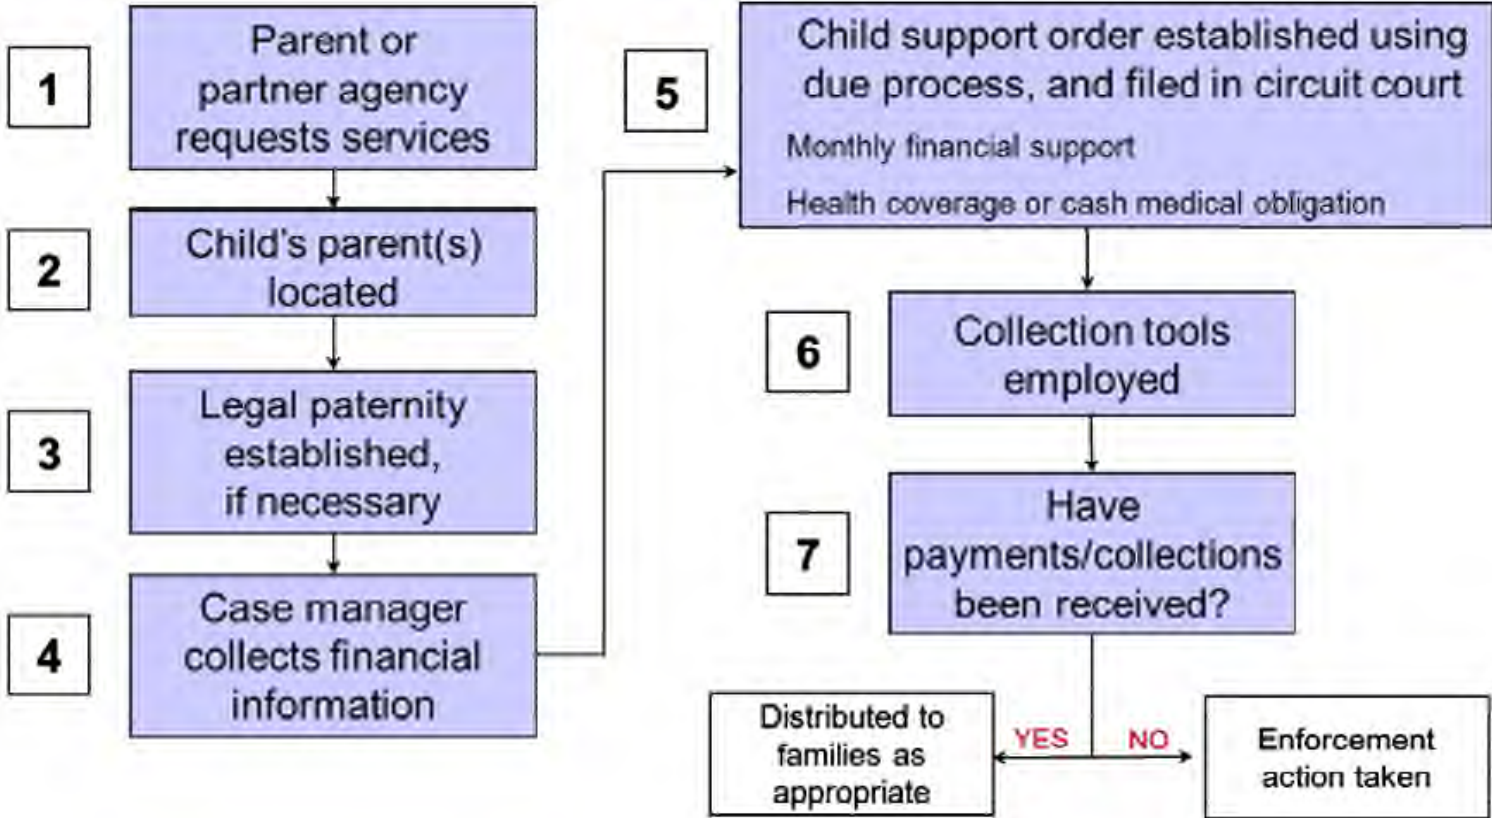 1
Parent or
partner agency
requests services
2
Child's parent(s)
located
3
Legal paternity
established,
if necessary
4
Case manager
collects financial
information
5
Child support order established using
due process, and filed in circuit court
Monthly financial support
Health coverage or cash medical obligation
6
Collection tools
employed
7
Have
payments/collections
been received?
YES
NO
Distributed to
families as
appropriate
Enforcement
action taken